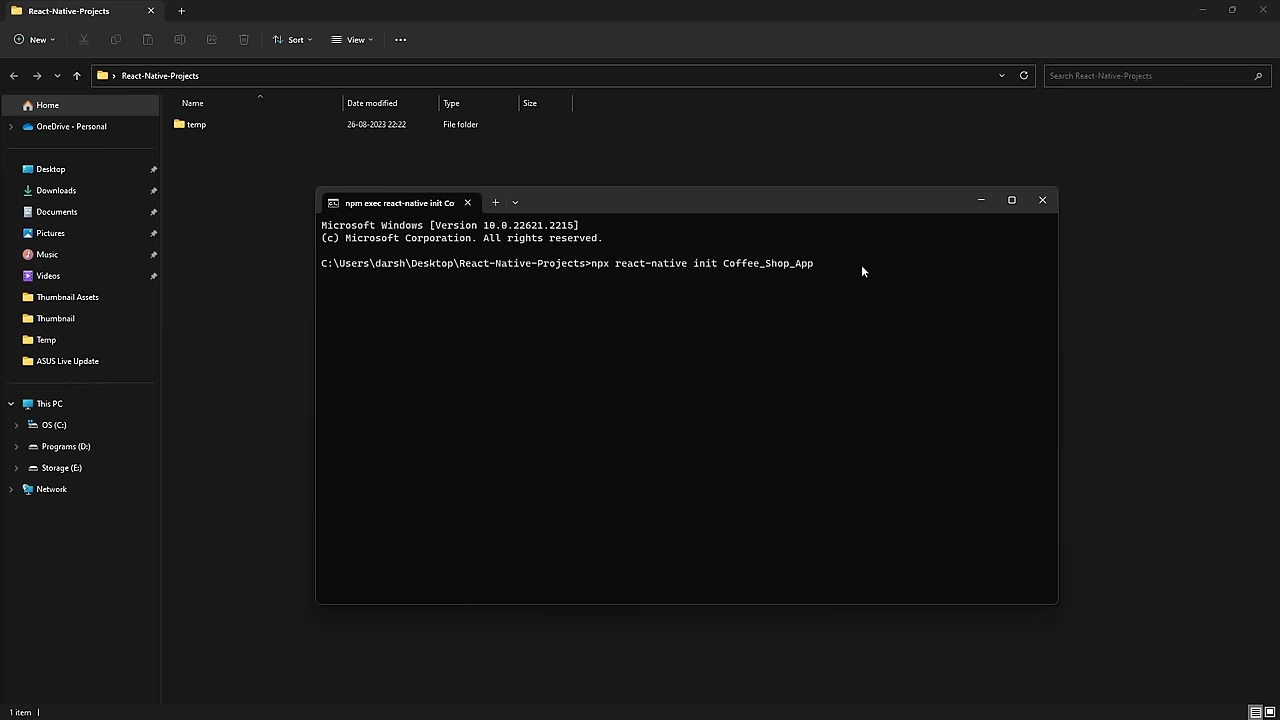 React-Native-Projects
New
Sort
View
React-Native-Projects
Search React-Native-Projects
Home
OneDrive - Personal
Desktop
Downloads
Documents
Pictures
Music
Videos
Thumbnail Assets
Thumbnail
Temp
ASUS Live Update
This PC
OS (C:)
Programs (D:)
Storage (E:)
Network
Name Date modified Type Size
temp 26-08-2023 22:22 File folder
npm exec react-native init Co
Microsoft Windows [Version 10.0.22621.2215]
(c) Microsoft Corporation. All rights reserved.
C:\Users\darsh\Desktop\React-Native-Projects>npx react-native init Coffee_Shop_App
1 item